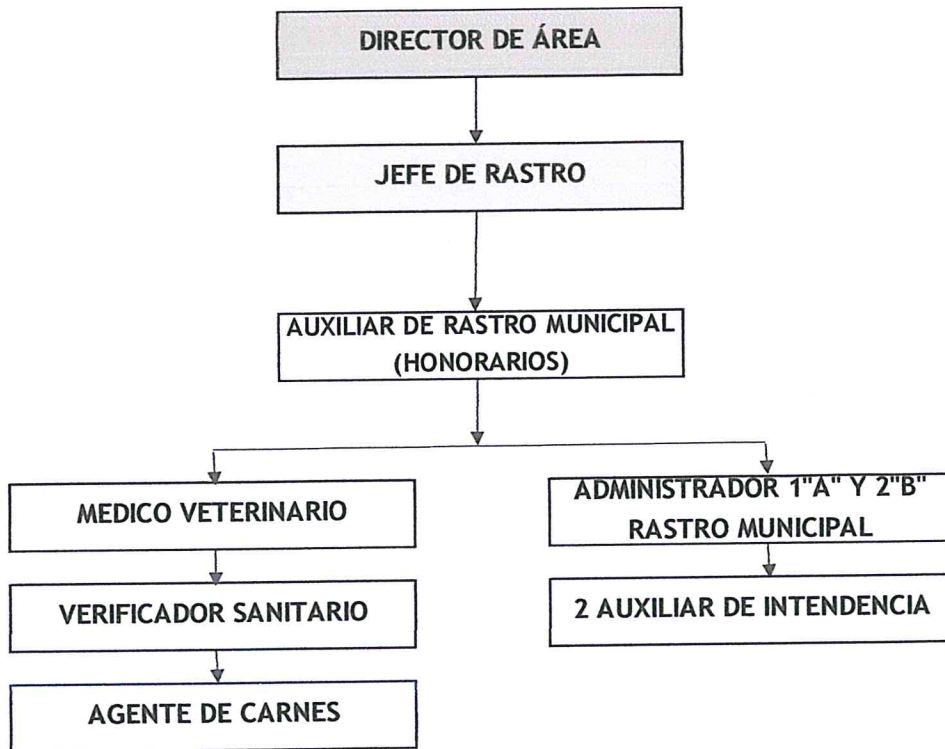 DIRECTOR DE ÁREA
JEFE DE RASTRO
AUXILIAR DE RASTRO MUNICIPAL
(HONORARIOS)
MEDICO VETERINARIO
VERIFICADOR SANITARIO
AGENTE DE CARNES
ADMINISTRADOR 1"A" Y 2"B"
RASTRO MUNICIPAL
2 AUXILIAR DE INTENDENCIA